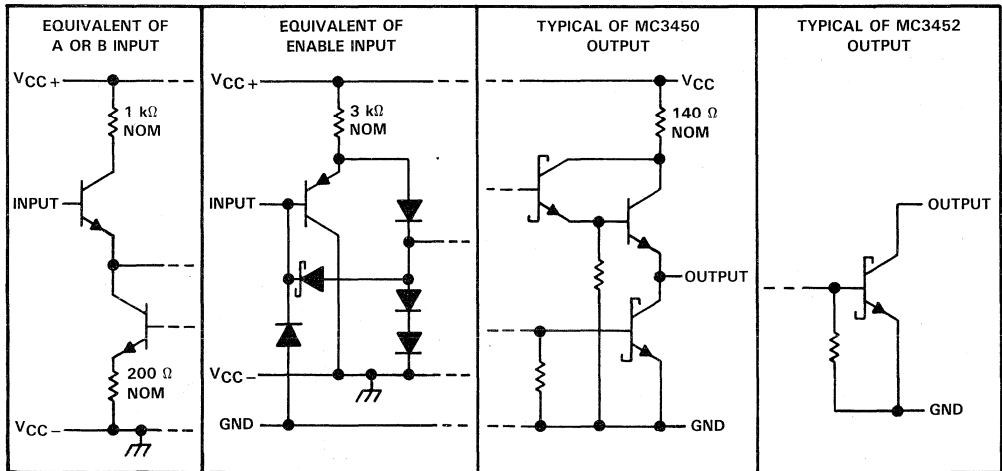 EQUIVALENT OF
A OR B INPUT
VCC+
1 kΩ
NOM
INPUT
200 Ω
NOM
VCC-
EQUIVALENT OF
ENABLE INPUT
VCC+
3 kΩ
NOM
INPUT
VCC-
GND
TYPICAL OF MC3450
OUTPUT
VCC
140 Ω
NOM
OUTPUT
GND
TYPICAL OF MC3452
OUTPUT
OUTPUT
GND